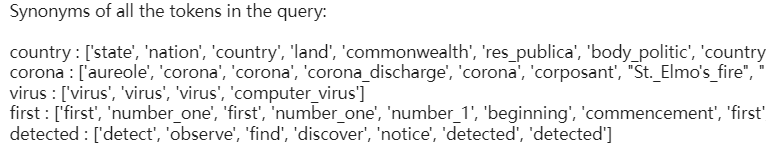 Synonyms of all the tokens in the query:
country : ['state', 'nation', 'country', 'land', 'commonwealth', 'res_publica', 'body_politic', 'country
corona : ['aureole', 'corona', 'corona', 'corona_discharge', 'corona', 'corposant', "St._Elmo's_fire", "
virus : ['virus', 'virus', 'virus', 'computer_virus']
first : ['first', 'number_one', 'first', 'number_one', 'number_1', 'beginning', 'commencement', 'first'
detected : ['detect', 'observe', 'find', 'discover', 'notice', 'detected', 'detected']